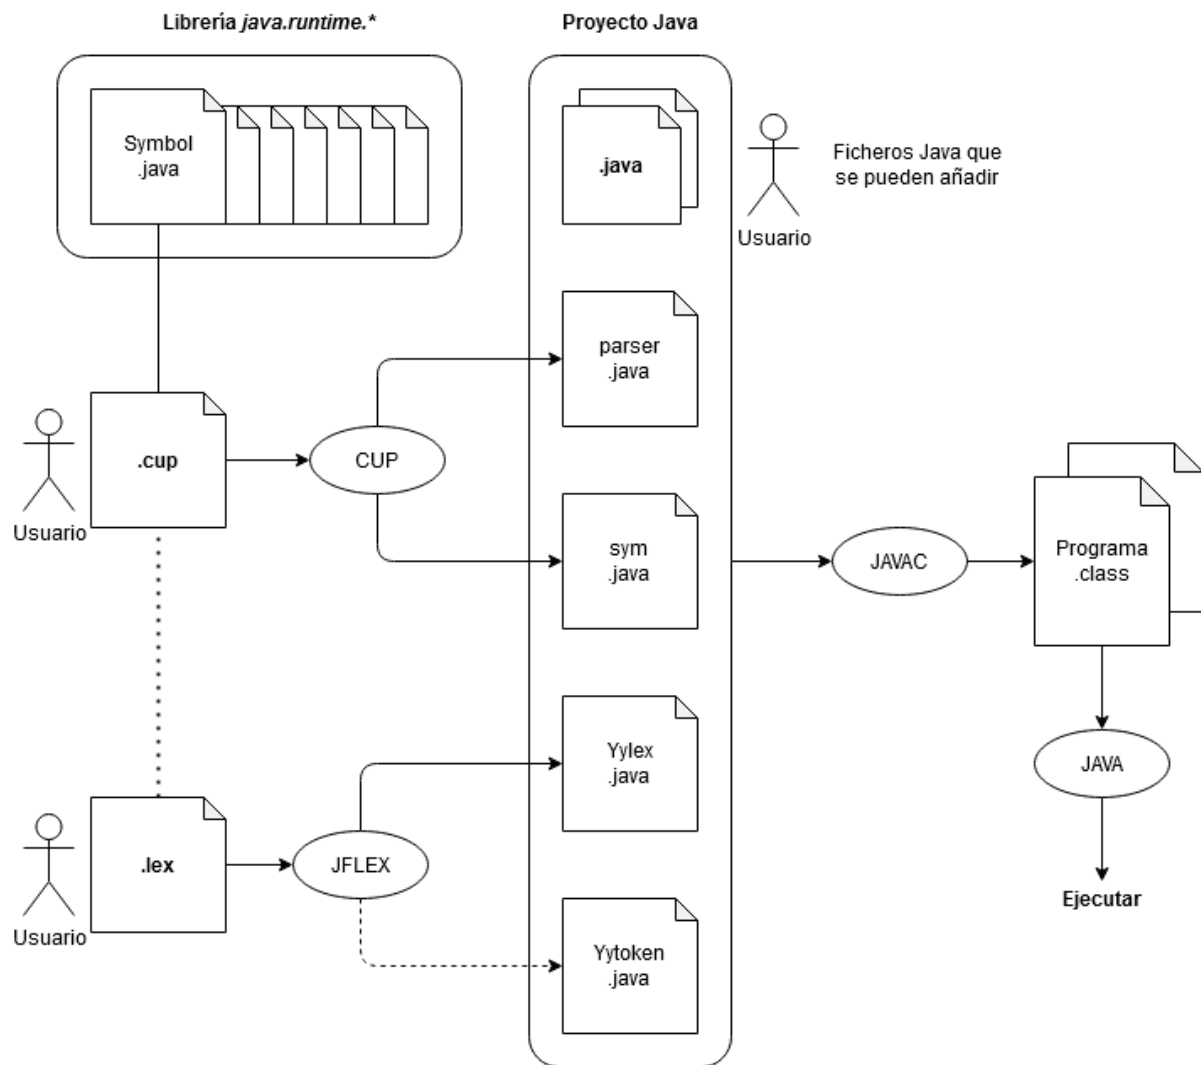 Librería java.runtime.*
Proyecto Java
Symbol
.java
.java
Ficheros Java que
se pueden añadir
Usuario
parser
.java
.cup
Usuario
CUP
sym
.java
JAVAC
Programa
.class
Yylex
.java
JAVA
.lex
Usuario
JFLEX
Ejecutar
Yytoken
.java